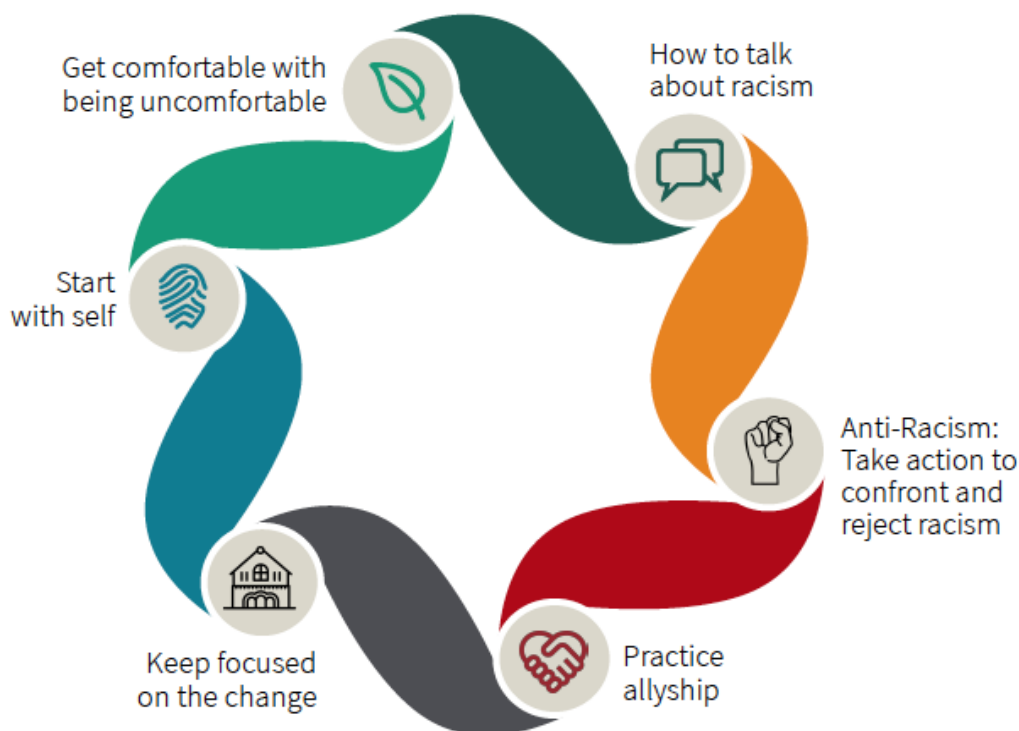 Get comfortable with
being uncomfortable
How to talk
about racism
Start
with self
Anti-Racism:
Take action to
confront and
reject racism
Keep focused
on the change
Practice
allyship